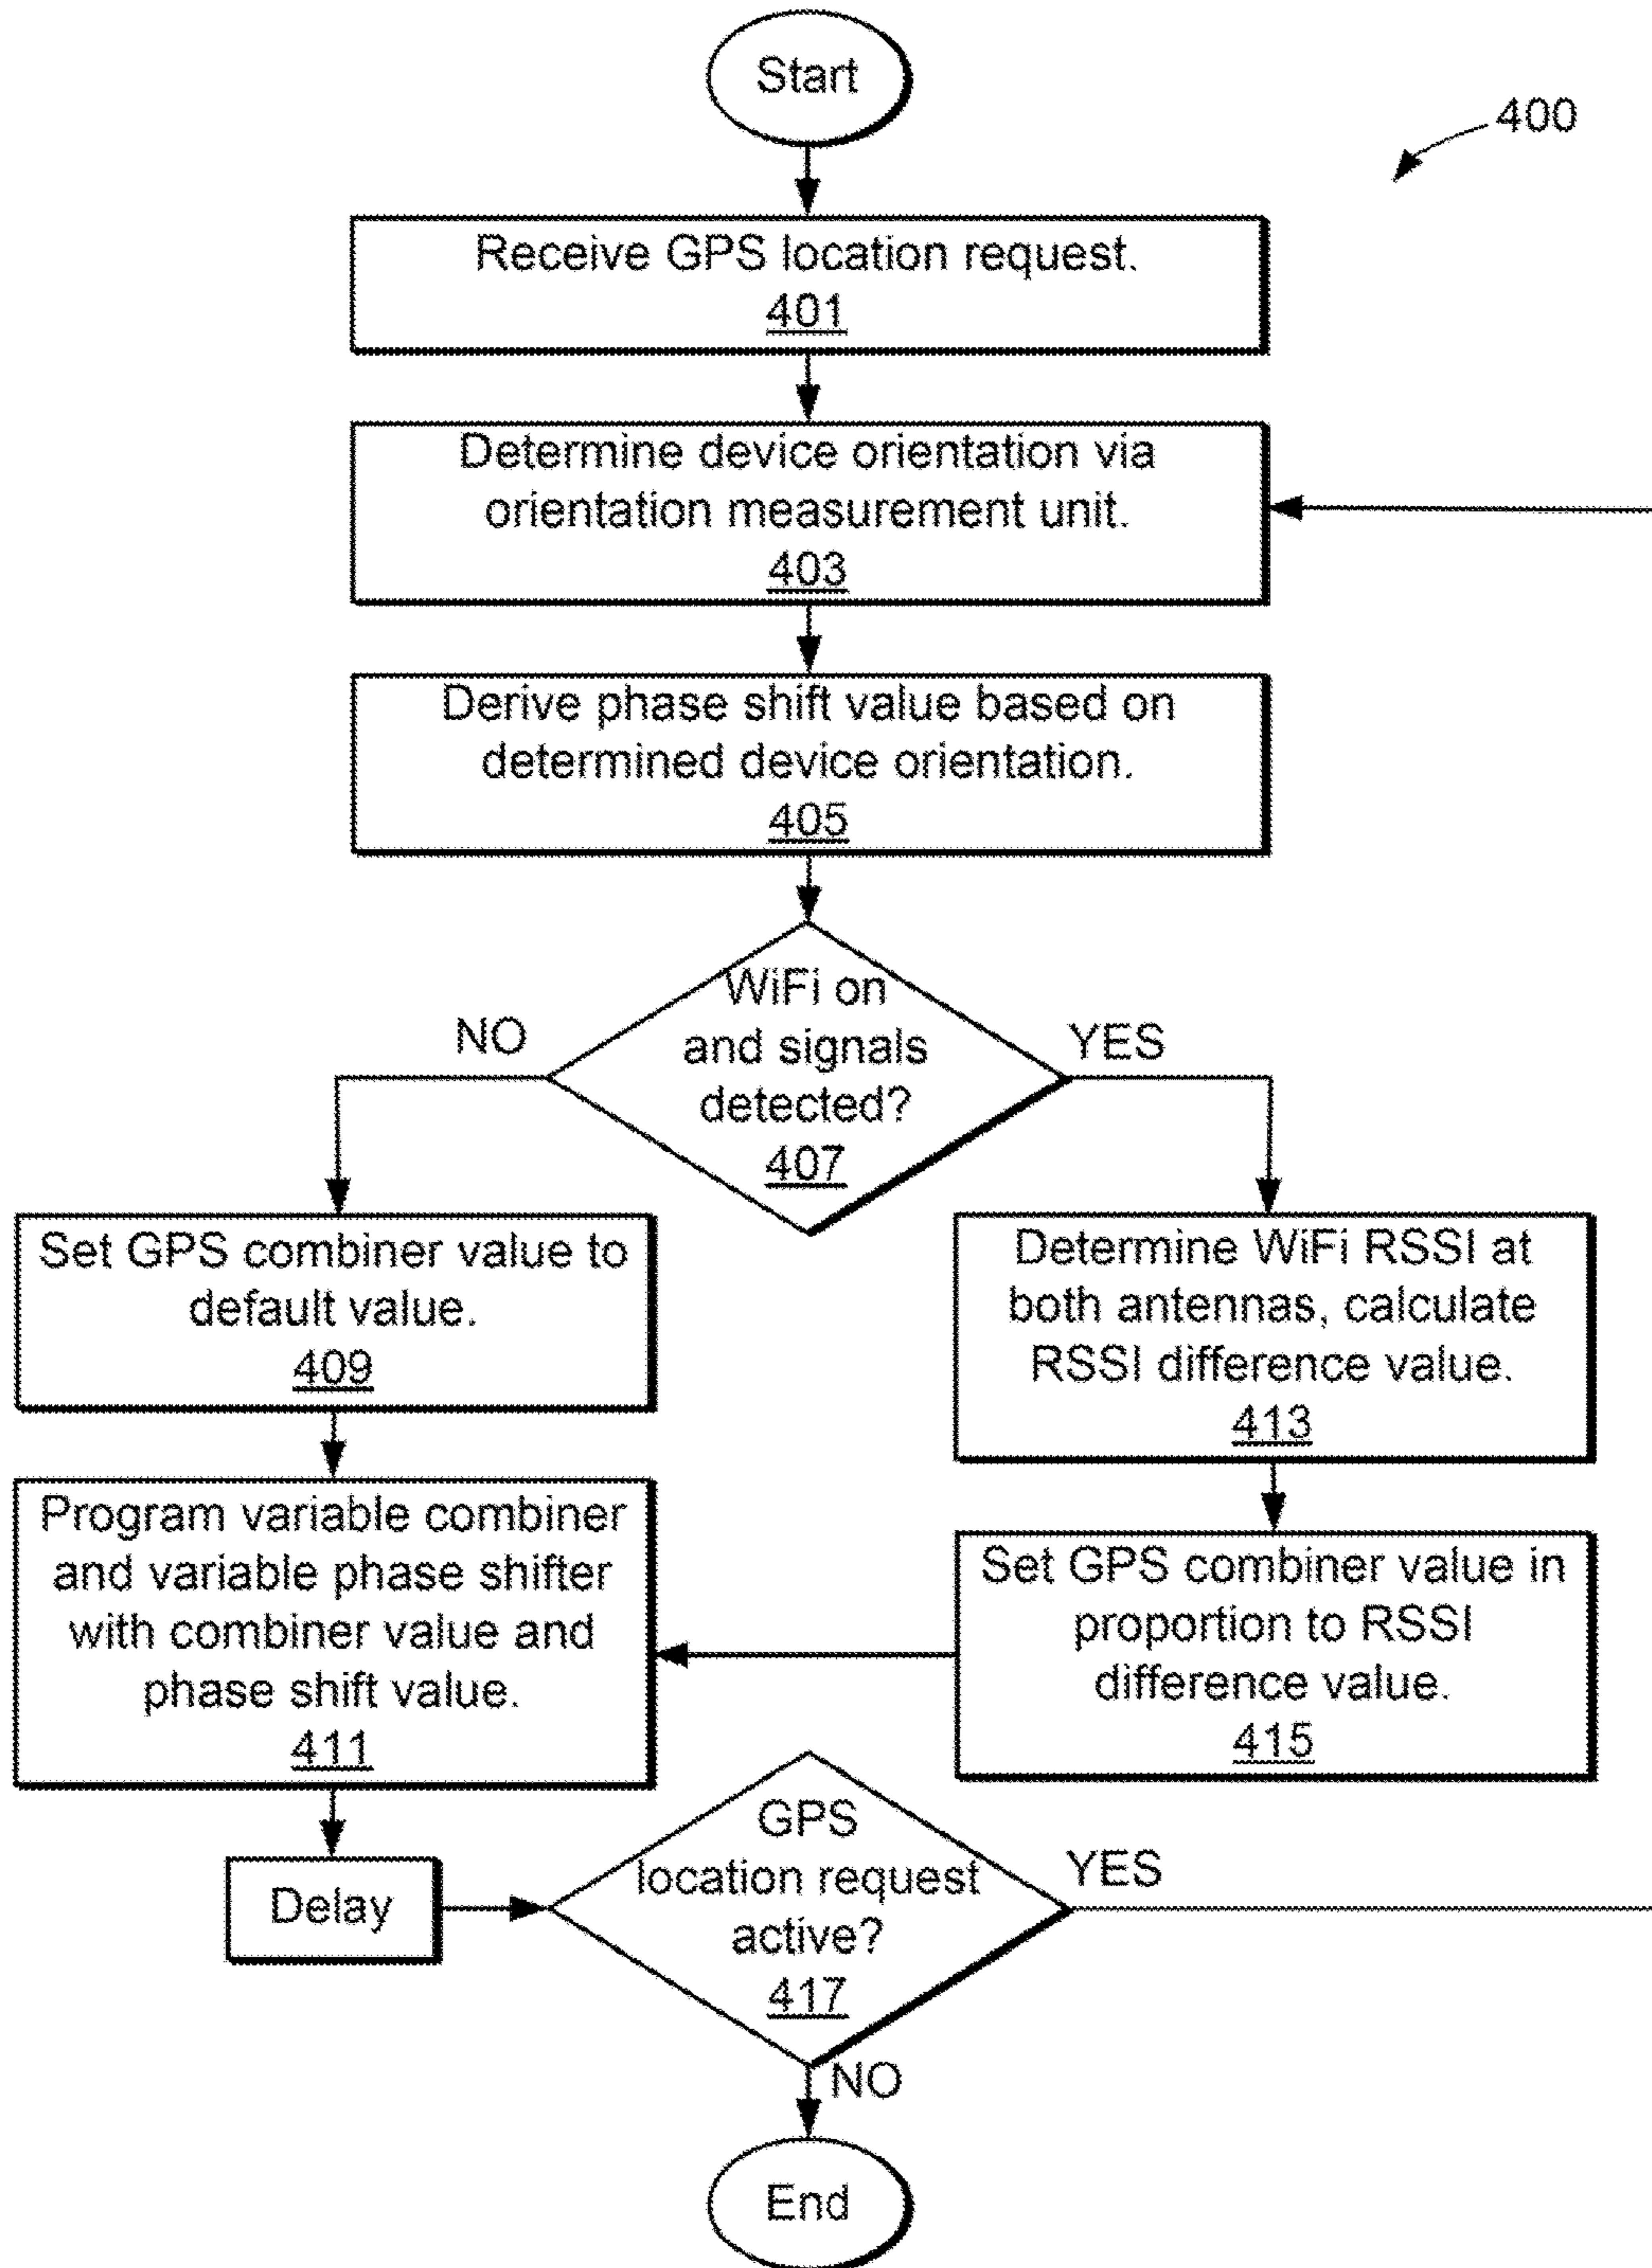 Start
400
Receive GPS location request.
401
Determine device orientation via
orientation measurement unit.
403
Derive phase shift value based on
determined device orientation.
405
WiFi on
and signals
detected?
407
NO
YES
Set GPS combiner value to
default value.
409
Determine WiFi RSSI at
both antennas, calculate
RSSI difference value.
413
Program variable combiner
and variable phase shifter
with combiner value and
phase shift value.
411
Set GPS combiner value in
proportion to RSSI
difference value.
415
Delay
GPS
location request
active?
417
YES
NO
End